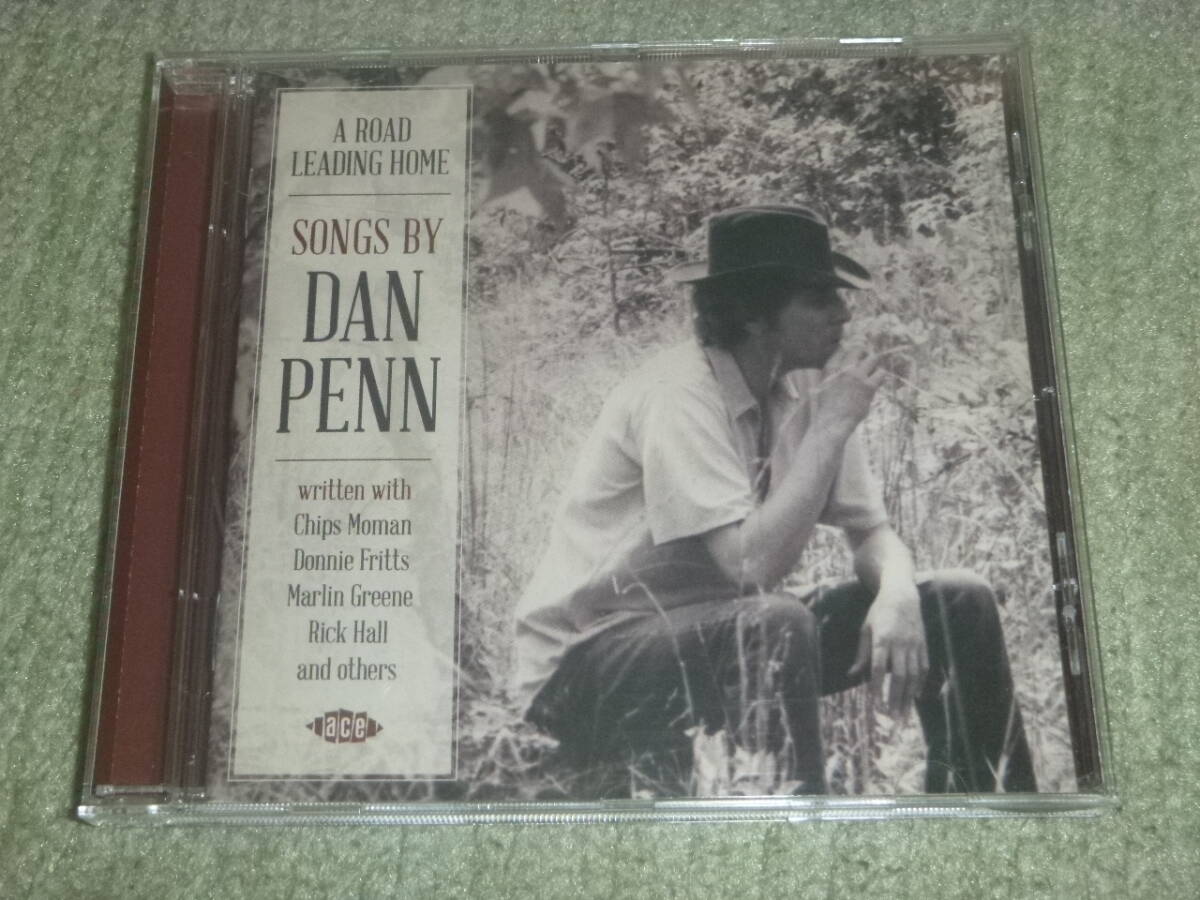 A ROAD
LEADING HOME
SONGS BY
DAN
PENN
written with
Chips Moman
Donnie Fritts
Marlin Greene
Rick Hall
and others
ace